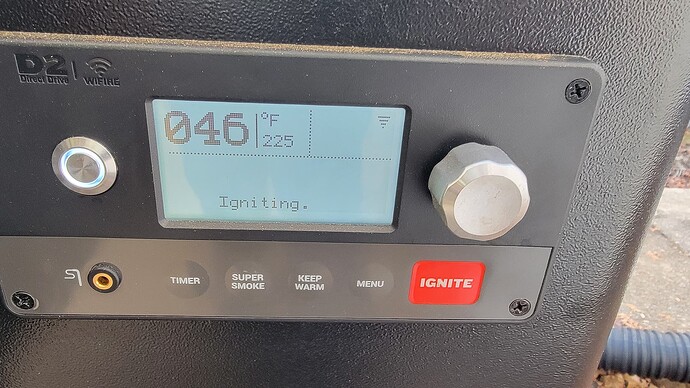 D2
Direct Drive
WiFIRE
046 °F
225
Igniting.
TIMER
SUPER
SMOKE
KEEP
WARM
MENU
IGNITE